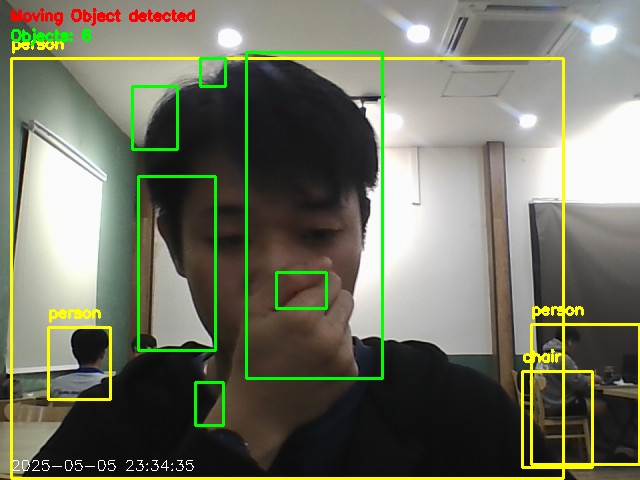 Moving Object detected
Objects: 6
person
person
person
chair
2025-05-05 23:34:35